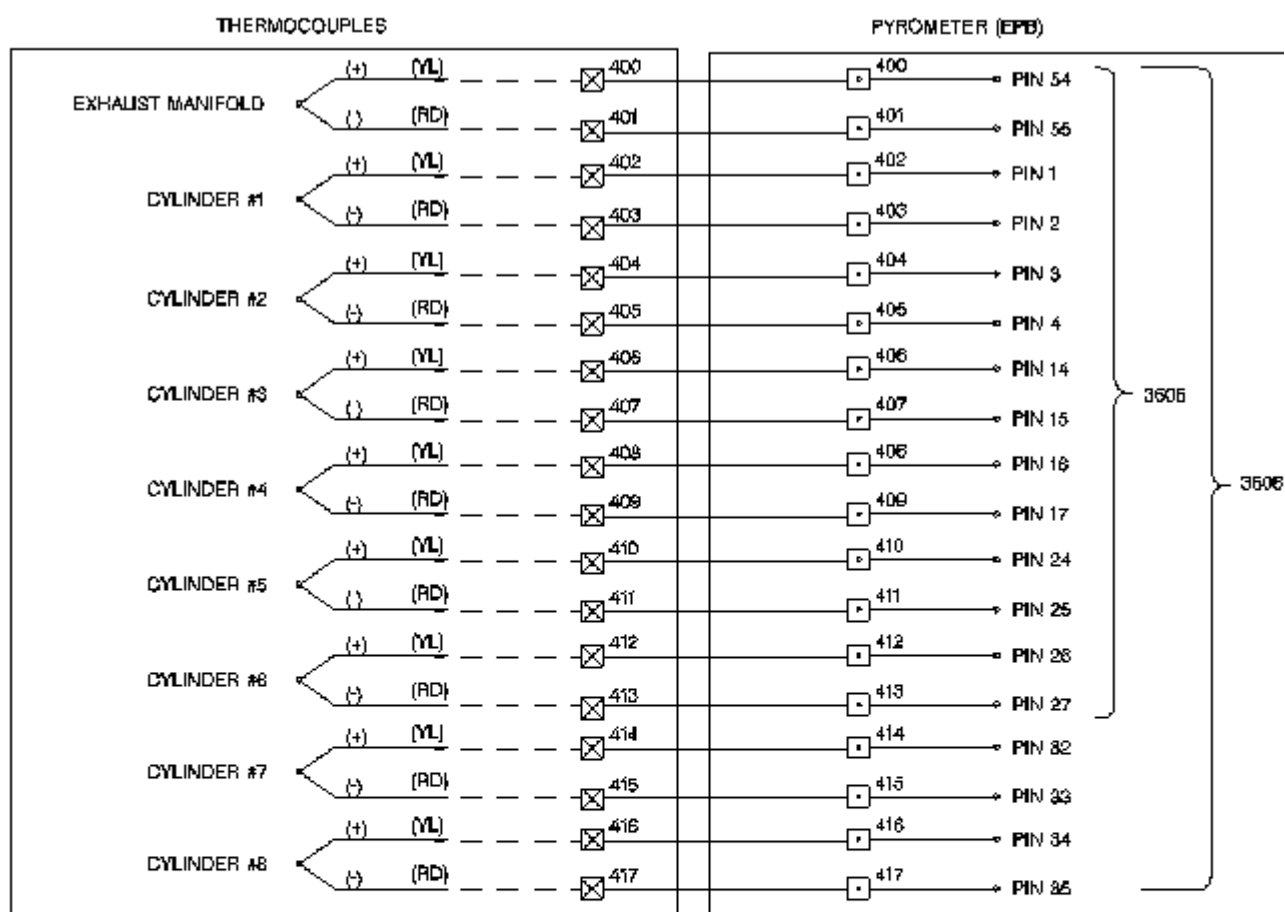 THERMOCOUPLES PYROMETER (EPB)
EXHALIST MANIFOLD (+) (YL) 400 400 PIN 54
(-) (RD) 401 401 PIN 55
CYLINDER #1 (+) (YL) 402 402 PIN 1
(-) (RD) 403 403 PIN 2
CYLINDER #2 (+) (YL) 404 404 PIN 3
(-) (RD) 405 405 PIN 4
CYLINDER #3 (+) (YL) 406 406 PIN 14
(-) (RD) 407 407 PIN 15
3606
CYLINDER #4 (+) (YL) 408 408 PIN 16
(-) (RD) 409 409 PIN 17
3608
CYLINDER #5 (+) (YL) 410 410 PIN 24
(-) (RD) 411 411 PIN 25
CYLINDER #6 (+) (YL) 412 412 PIN 26
(-) (RD) 413 413 PIN 27
CYLINDER #7 (+) (YL) 414 414 PIN 32
(-) (RD) 415 415 PIN 33
CYLINDER #8 (+) (YL) 416 416 PIN 34
(-) (RD) 417 417 PIN 35